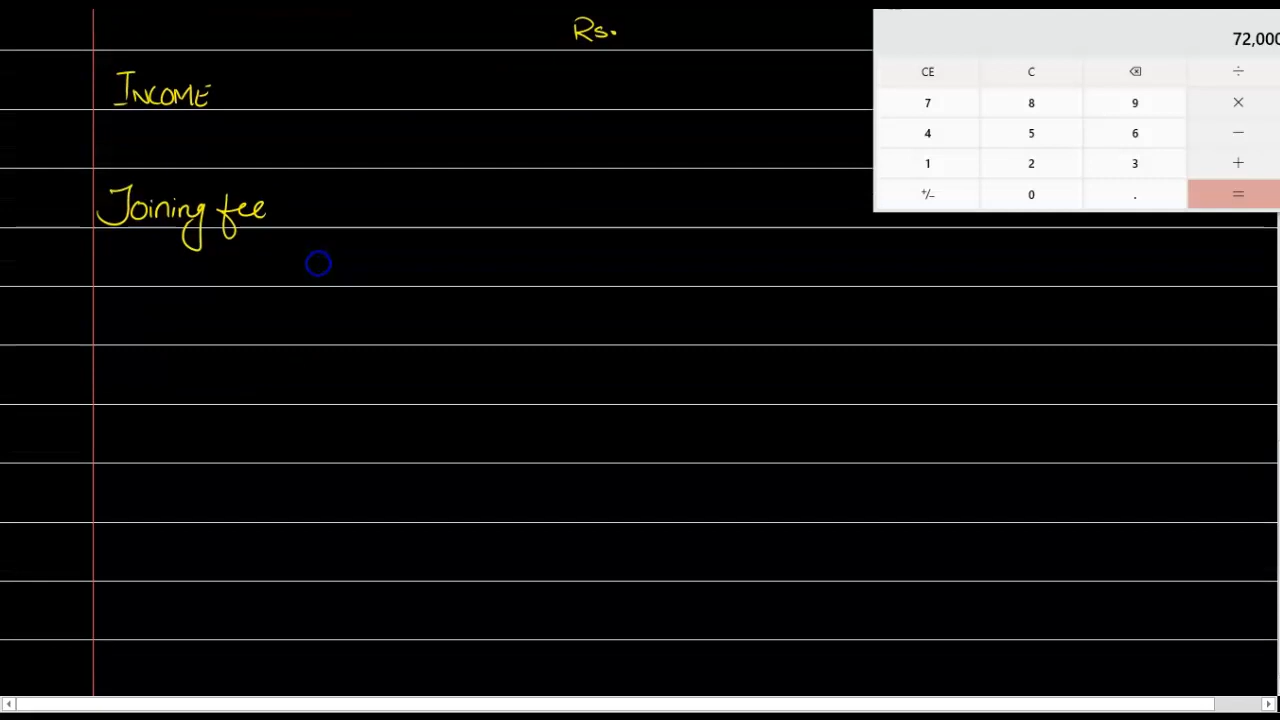 Rs.
72,000
INCOME
CE C ⌫ ÷
7 8 9 ×
4 5 6 −
1 2 3 +
+/− 0 . =
Joining fee